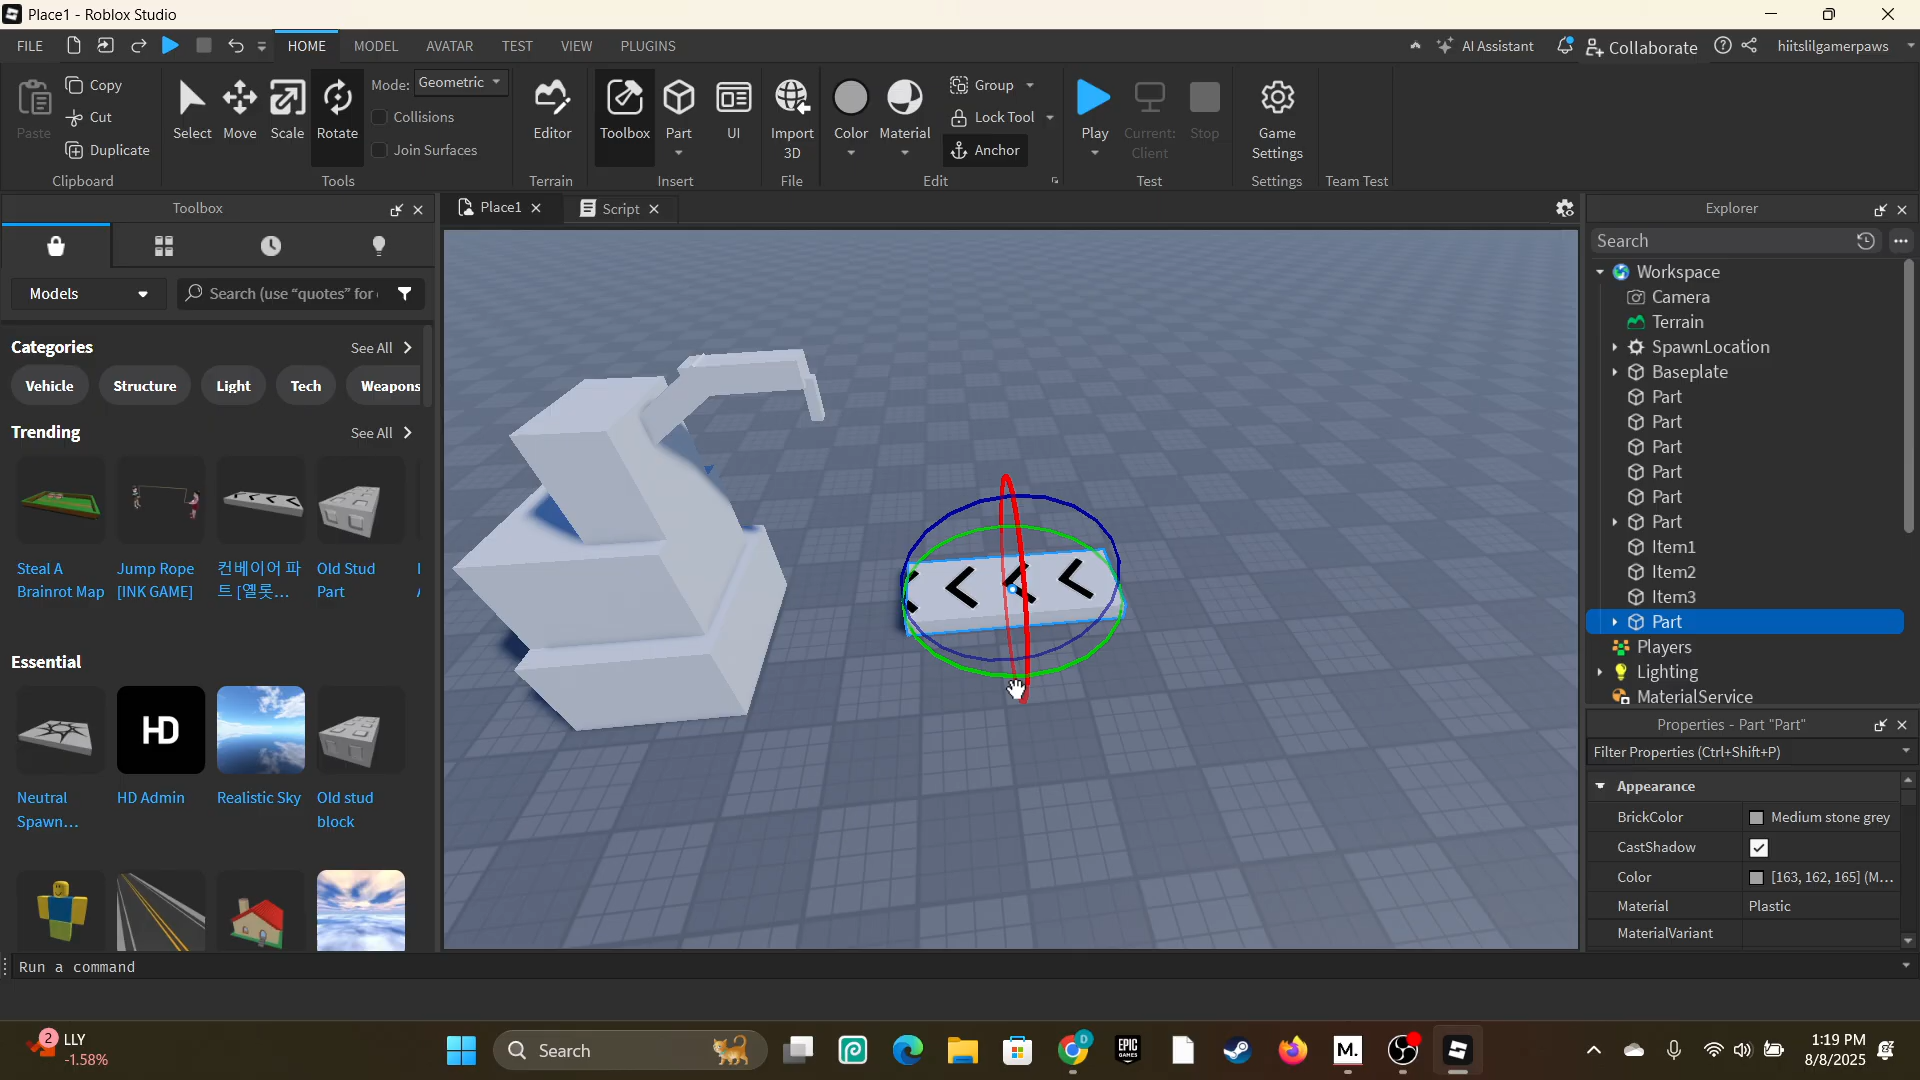 Place1 - Roblox Studio
FILE
HOME
MODEL
AVATAR
TEST
VIEW
PLUGINS
AI Assistant
Collaborate
hiitslilgamerpaws
Paste
Copy
Cut
Duplicate
Clipboard
Select
Move
Scale
Rotate
Mode: Geometric
Collisions
Join Surfaces
Tools
Editor
Terrain
Toolbox
Part
UI
Insert
Import
3D
File
Color
Material
Group
Lock Tool
Anchor
Edit
Play
Current:
Client
Stop
Test
Game
Settings
Settings
Team Test
Toolbox
Place1
Script
Explorer
Models
Search (use “quotes” for
Categories
See All
Vehicle
Structure
Light
Tech
Weapons
Trending
See All
Steal A
Brainrot Map
Jump Rope
[INK GAME]
컨베이어 파
트 [옐롯...
Old Stud
Part
Essential
See All
HD
Neutral
Spawn...
HD Admin
Realistic Sky
Old stud
block
Search
Workspace
Camera
Terrain
SpawnLocation
Baseplate
Part
Part
Part
Part
Part
Part
Item1
Item2
Item3
Part
Players
Lighting
MaterialService
Properties - Part "Part"
Filter Properties (Ctrl+Shift+P)
Appearance
BrickColor
Medium stone grey
CastShadow
Color
[163, 162, 165] (M...
Material
Plastic
MaterialVariant
Run a command
2
LLY
-1.58%
Search
D
EPIC
GAMES
M.
1:19 PM
8/8/2025